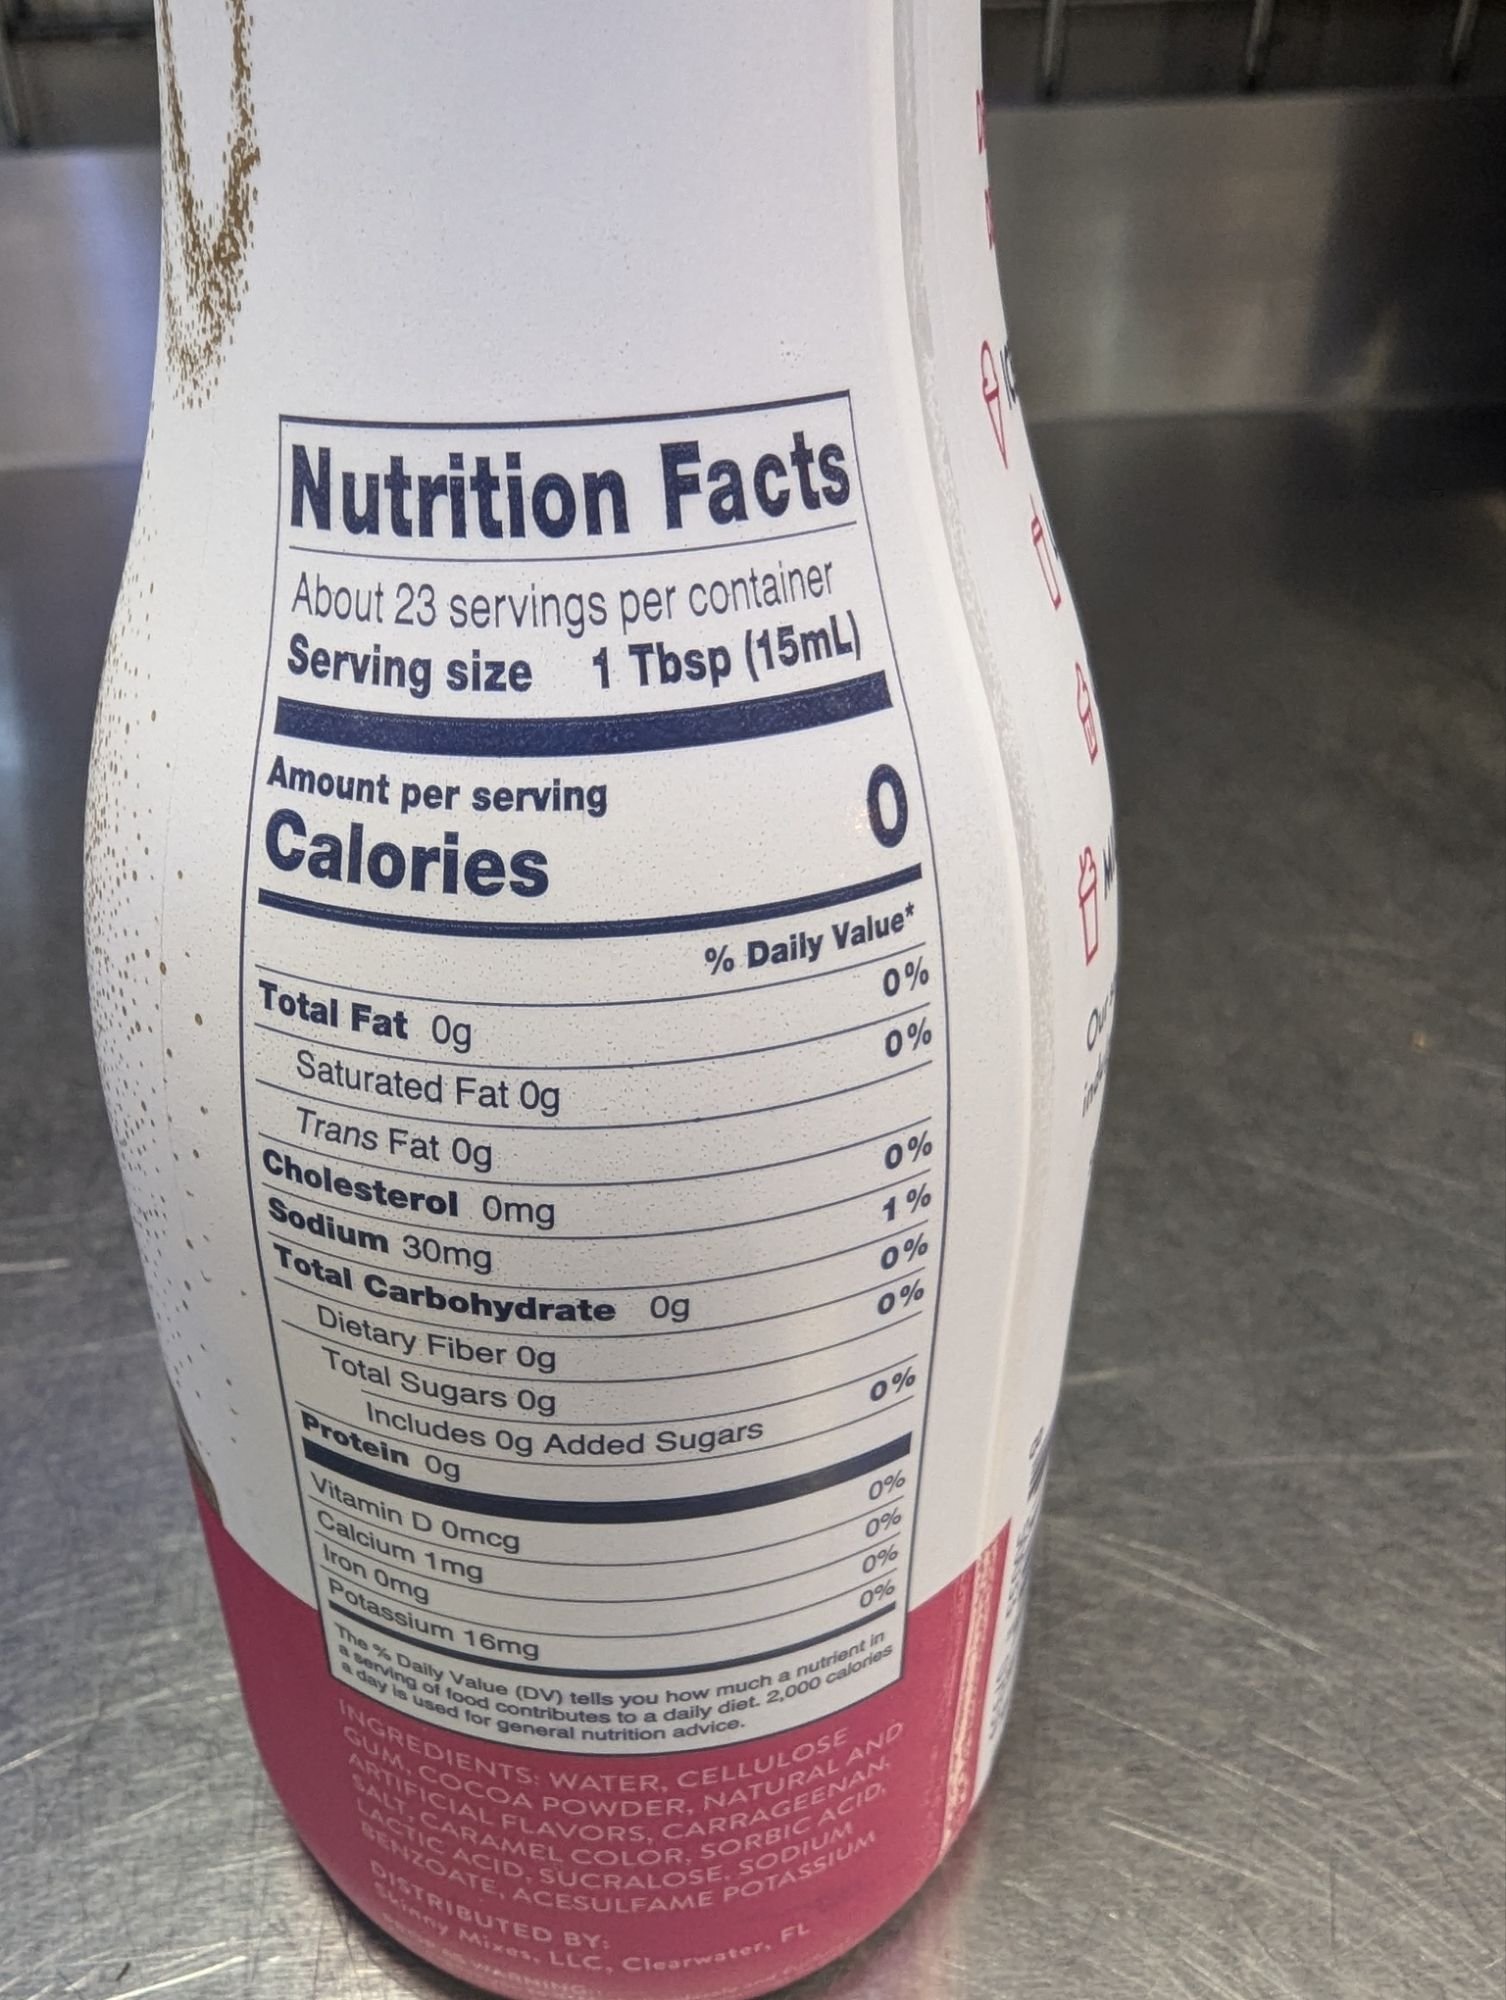 Nutrition Facts
About 23 servings per container
Serving size 1 Tbsp (15mL)
Amount per serving
Calories 0
% Daily Value*
Total Fat 0g 0%
Saturated Fat 0g 0%
Trans Fat 0g
Cholesterol 0mg 0%
Sodium 30mg 1%
Total Carbohydrate 0g 0%
Dietary Fiber 0g 0%
Total Sugars 0g
Includes 0g Added Sugars 0%
Protein 0g
Vitamin D 0mcg 0%
Calcium 1mg 0%
Iron 0mg 0%
Potassium 16mg 0%
The % Daily Value (DV) tells you how much a nutrient in
a serving of food contributes to a daily diet. 2,000 calories
a day is used for general nutrition advice.
INGREDIENTS: WATER, CELLULOSE
GUM, COCOA POWDER, NATURAL AND
ARTIFICIAL FLAVORS, CARRAGEENAN,
SALT, CARAMEL COLOR, SORBIC ACID,
LACTIC ACID, SUCRALOSE, SODIUM
BENZOATE, ACESULFAME POTASSIUM
DISTRIBUTED BY:
Skinny Mixes, LLC, Clearwater, FL
WARNING: